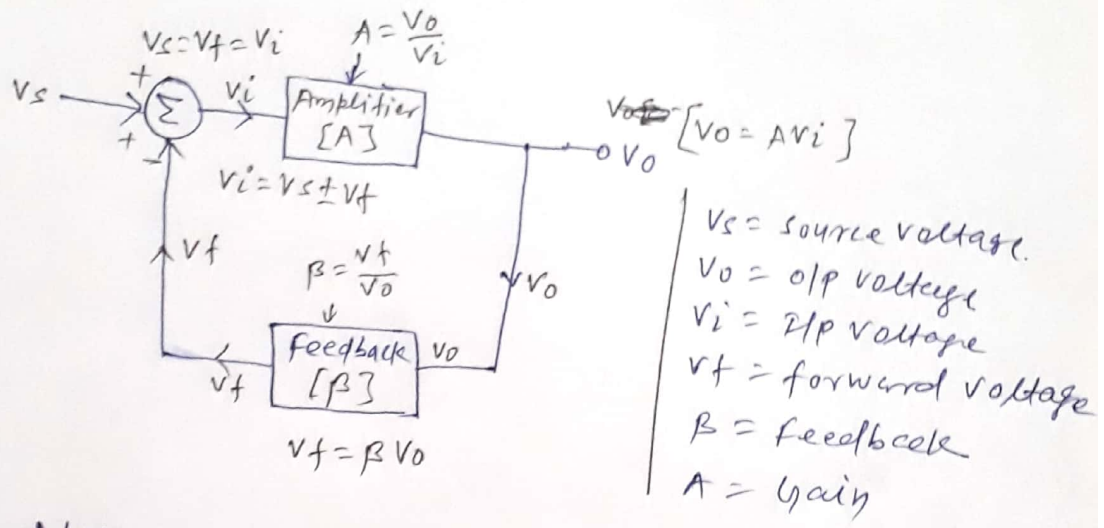 Vs=Vf=Vi
A = Vo/Vi
Vs
+
+
-
Σ
Vi
Amplifier
[A]
Vi = Vs ± Vf
Vo
[Vo = AVi]
Vf
β = Vf/Vo
Vo
Feedback
[β]
Vo
Vf
Vf = β Vo
Vs = source voltage.
Vo = o/p voltage
Vi = I/p voltage
Vf = forward voltage
β = feedback
A = Gain